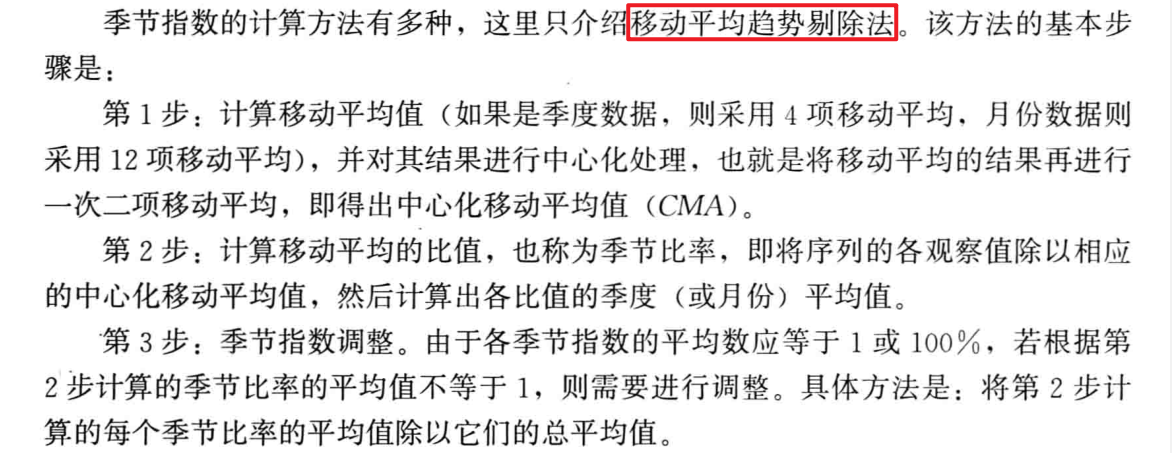 季节指数的计算方法有多种，这里只介绍移动平均趋势剔除法。该方法的基本步
骤是：
第 1 步：计算移动平均值（如果是季度数据，则采用 4 项移动平均，月份数据则
采用 12 项移动平均），并对其结果进行中心化处理，也就是将移动平均的结果再进行
一次二项移动平均，即得出中心化移动平均值（CMA）。
第 2 步：计算移动平均的比值，也称为季节比率，即将序列的各观察值除以相应
的中心化移动平均值，然后计算出各比值的季度（或月份）平均值。
第 3 步：季节指数调整。由于各季节指数的平均数应等于 1 或 100%，若根据第
2 步计算的季节比率的平均值不等于 1，则需要进行调整。具体方法是：将第 2 步计
算的每个季节比率的平均值除以它们的总平均值。